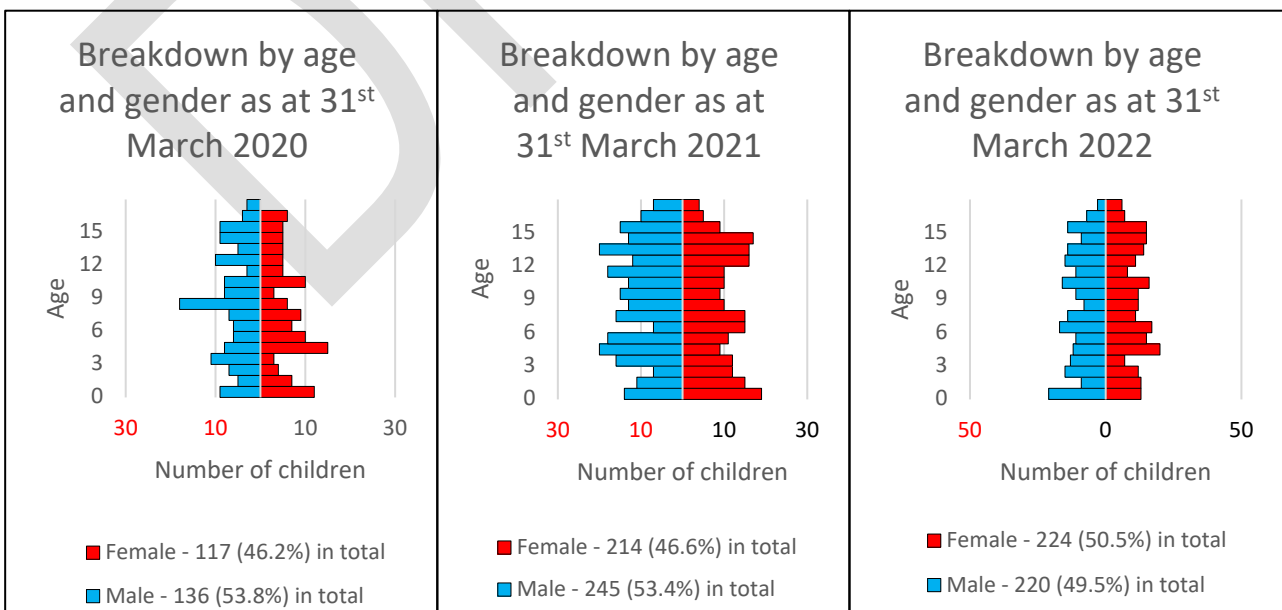 Breakdown by age
and gender as at 31st
March 2020
15
12
9
6
3
0
Age
30 10 10 30
Number of children
Female - 117 (46.2%) in total
Male - 136 (53.8%) in total
Breakdown by age
and gender as at
31st March 2021
15
12
9
6
3
0
Age
30 10 10 30
Number of children
Female - 214 (46.6%) in total
Male - 245 (53.4%) in total
Breakdown by age
and gender as at 31st
March 2022
15
12
9
6
3
0
Age
50 0 50
Number of children
Female - 224 (50.5%) in total
Male - 220 (49.5%) in total